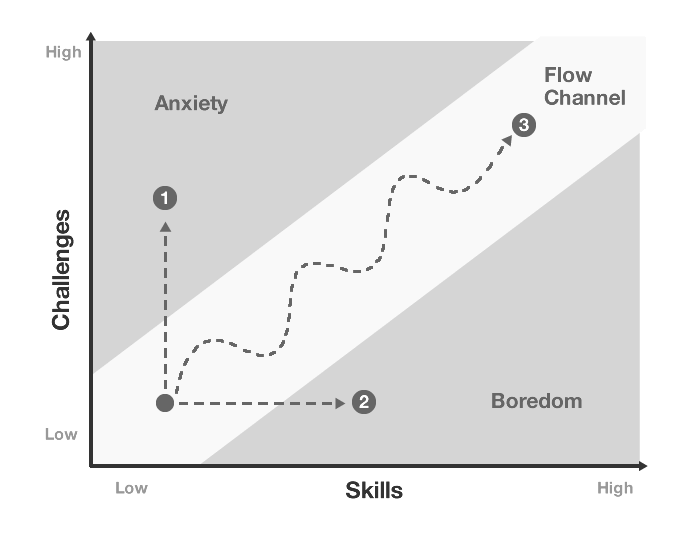 High
Flow
Channel
Anxiety
3
1
Challenges
2
Boredom
Low
Low
Skills
High